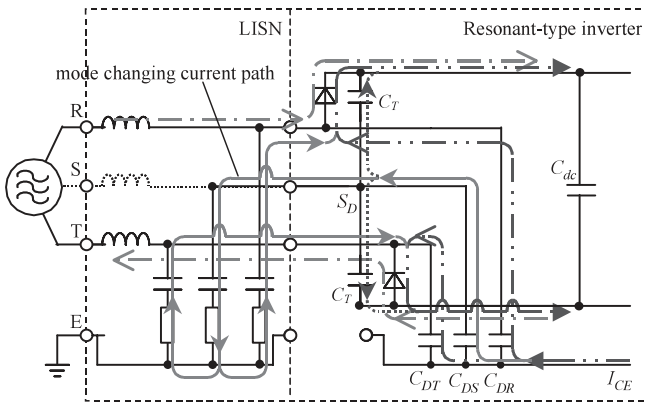 LISN
Resonant-type inverter
mode changing current path
R
C_T
S
S_D
C_dc
T
C_T
E
C_DT
C_DS
C_DR
I_CE